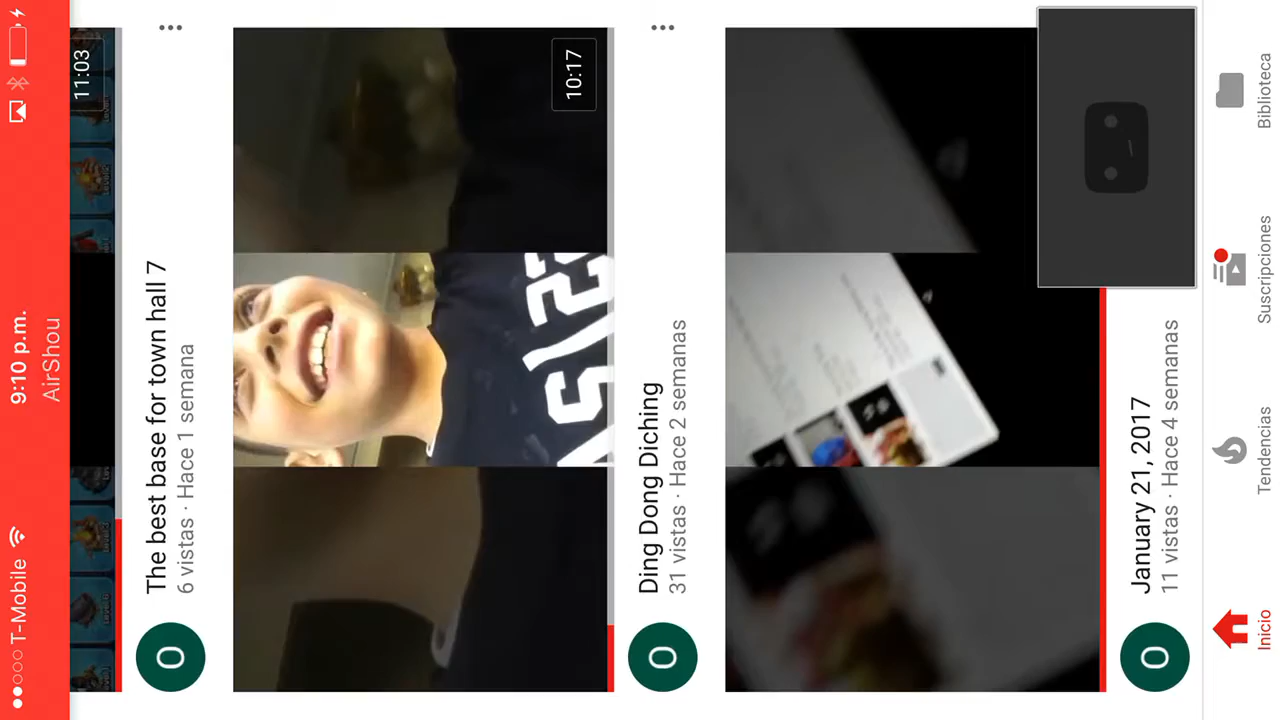 T-Mobile
9:10 p.m.
AirShou
11:03
The best base for town hall 7
6 vistas · Hace 1 semana
O
10:17
Ding Dong Diching
31 vistas · Hace 2 semanas
O
January 21, 2017
11 vistas · Hace 4 semanas
O
Inicio
Tendencias
Suscripciones
Biblioteca